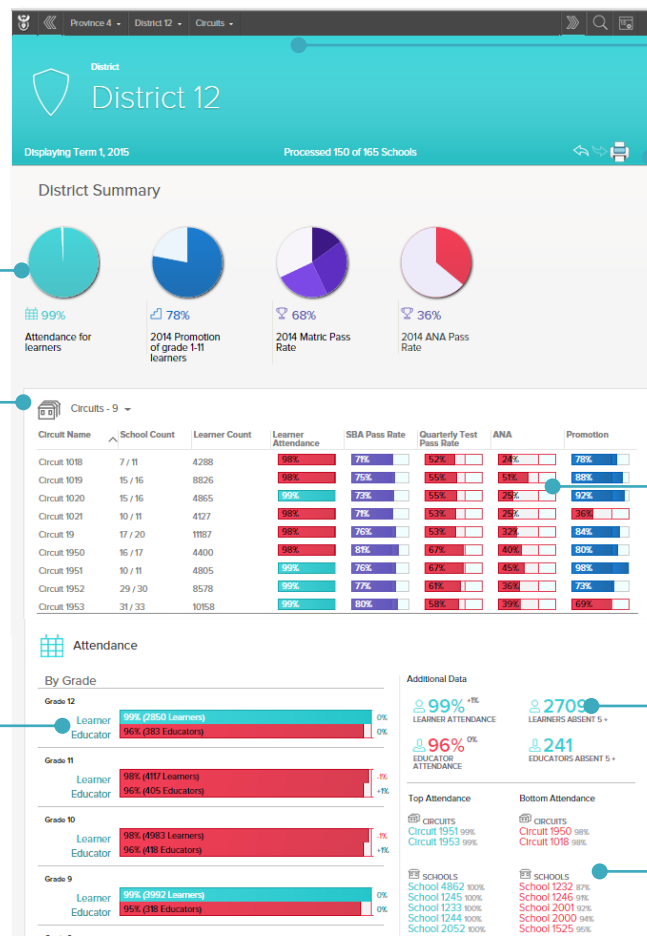 Province 4 District 12 Circuits
District
District 12
Displaying Term 1, 2015 Processed 150 of 165 Schools
District Summary
99% 78% 68% 36%
Attendance for learners 2014 Promotion of grade 1-11 learners 2014 Matric Pass Rate 2014 ANA Pass Rate
Circuits - 9
Circuit Name School Count Learner Count Learner Attendance SBA Pass Rate Quarterly Test Pass Rate ANA Promotion
Circuit 1018 7 / 11 4288 98% 71% 52% 24% 78%
Circuit 1019 15 / 16 8826 98% 75% 55% 51% 88%
Circuit 1020 15 / 16 4865 99% 73% 55% 25% 92%
Circuit 1021 10 / 11 4127 98% 71% 53% 25% 36%
Circuit 19 17 / 20 11187 98% 76% 53% 32% 84%
Circuit 1950 16 / 17 4400 98% 81% 67% 40% 80%
Circuit 1951 10 / 11 4805 99% 76% 67% 45% 98%
Circuit 1952 29 / 30 8578 99% 77% 61% 36% 73%
Circuit 1953 31 / 33 10158 99% 80% 58% 39% 69%
Attendance
By Grade
Grade 12
Learner 99% (2850 Learners) 0%
Educator 96% (383 Educators) 0%
Grade 11
Learner 98% (4117 Learners) -1%
Educator 96% (405 Educators) +1%
Grade 10
Learner 98% (4983 Learners) -1%
Educator 96% (418 Educators) +1%
Grade 9
Learner 99% (3992 Learners) 0%
Educator 95% (318 Educators) 0%
Additional Data
99% +1% 2709
LEARNER ATTENDANCE LEARNERS ABSENT 5 +
96% 0% 241
EDUCATOR ATTENDANCE EDUCATORS ABSENT 5 +
Top Attendance Bottom Attendance
CIRCUITS CIRCUITS
Circuit 1951 99% Circuit 1950 98%
Circuit 1953 99% Circuit 1018 98%
SCHOOLS SCHOOLS
School 4862 100% School 1232 87%
School 1245 100% School 1246 91%
School 1233 100% School 2001 92%
School 1244 100% School 2000 94%
School 2052 100% School 1525 95%